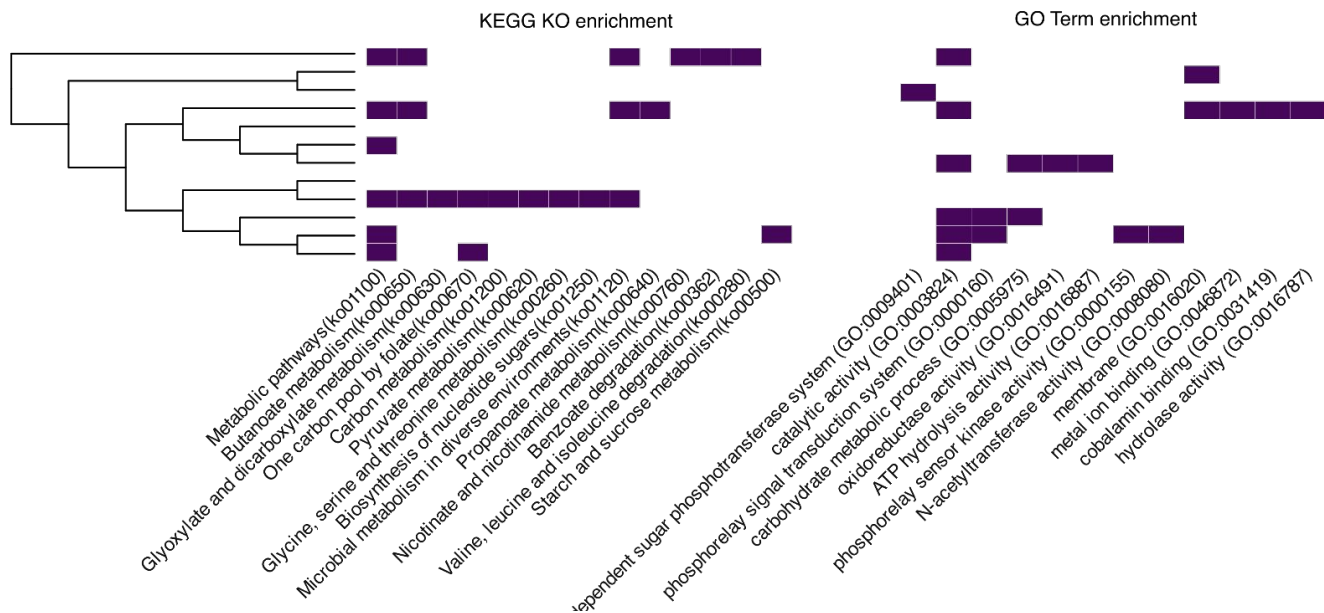 KEGG KO enrichment
GO Term enrichment
Metabolic pathways(ko01100)
Butanoate metabolism(ko00650)
Glyoxylate and dicarboxylate metabolism(ko00630)
One carbon pool by folate(ko00670)
Carbon metabolism(ko01200)
Pyruvate metabolism(ko00620)
Glycine, serine and threonine metabolism(ko00260)
Biosynthesis of nucleotide sugars(ko01250)
Microbial metabolism in diverse environments(ko01120)
Propanoate metabolism(ko00640)
Nicotinate and nicotinamide metabolism(ko00760)
Benzoate degradation(ko00362)
Valine, leucine and isoleucine degradation(ko00280)
Starch and sucrose metabolism(ko00500)
dependent sugar phosphotransferase system (GO:0009401)
catalytic activity (GO:0003824)
phosphorelay signal transduction system (GO:0000160)
carbohydrate metabolic process (GO:0005975)
oxidoreductase activity (GO:0016491)
ATP hydrolysis activity (GO:0016887)
phosphorelay sensor kinase activity (GO:0000155)
N-acetyltransferase activity (GO:0008080)
membrane (GO:0016020)
metal ion binding (GO:0046872)
cobalamin binding (GO:0031419)
hydrolase activity (GO:0016787)